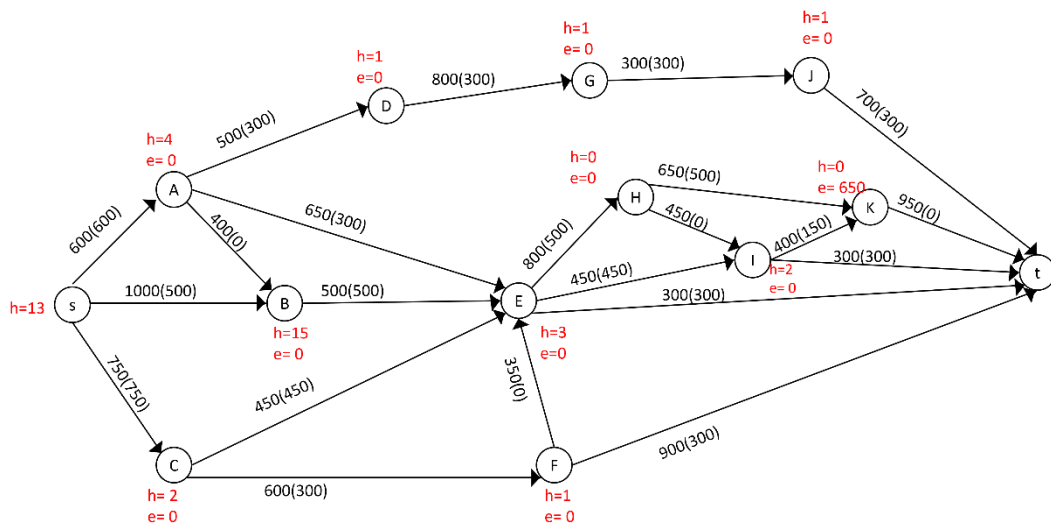 h=1
e=0
D
800(300)
h=1
e= 0
G
300(300)
h=1
e= 0
J
700(300)
500(300)
h=4
e= 0
A
600(600)
400(0)
650(300)
h=0
e=0
H
650(500)
450(0)
h=0
e= 650
K
950(0)
400(150)
800(500)
450(450)
I
h=2
e= 0
300(300)
t
h=13
s
1000(500)
B
h=15
e= 0
500(500)
E
h=3
e=0
300(300)
750(750)
450(450)
350(0)
900(300)
C
h= 2
e= 0
600(300)
F
h=1
e= 0